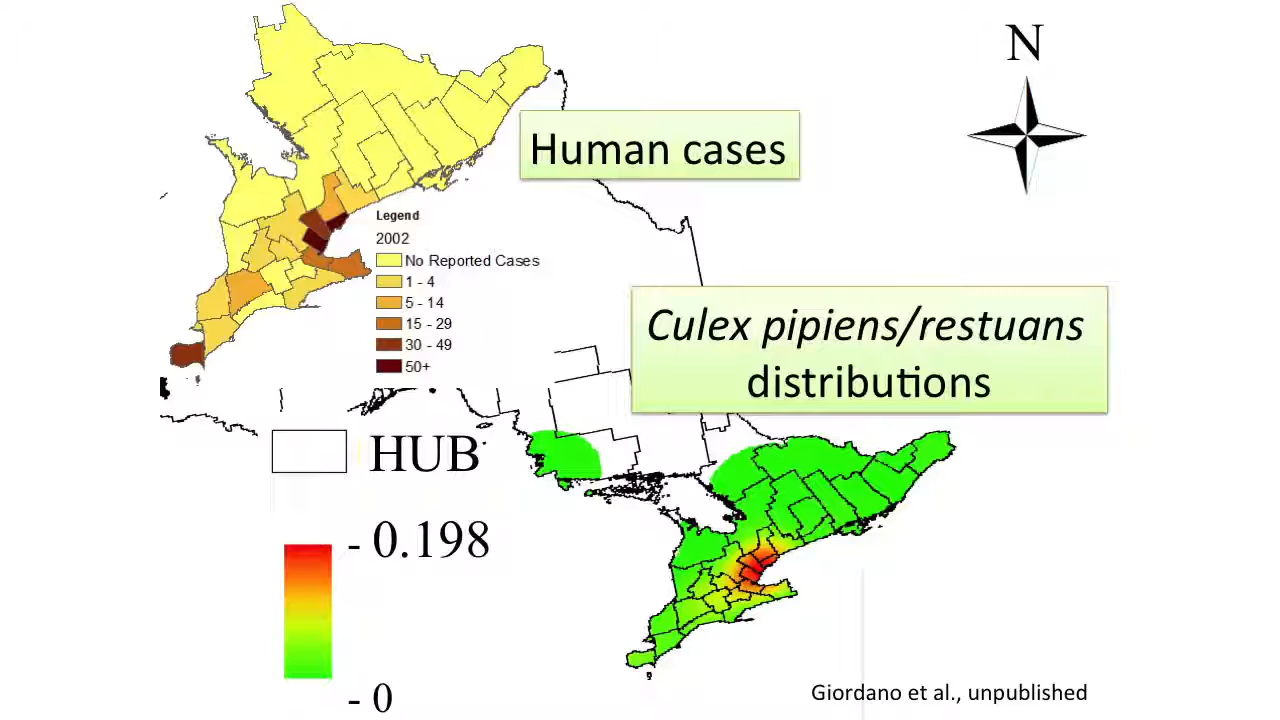 N
Human cases
Legend
2002
No Reported Cases
1 - 4
5 - 14
15 - 29
30 - 49
50+
Culex pipiens/restuans
distributions
HUB
- 0.198
- 0
Giordano et al., unpublished